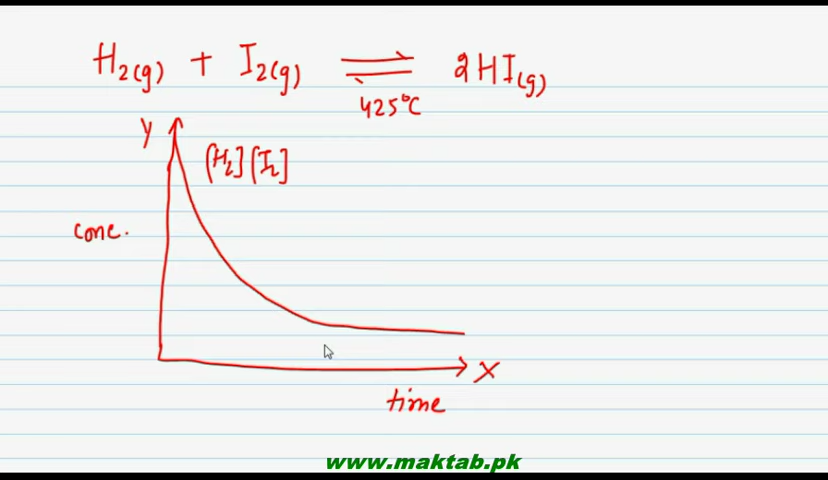 H₂(g) + I₂(g) ⇌ 2HI(g)
425°C
y
[H₂] [I₂]
conc.
x
time
www.maktab.pk